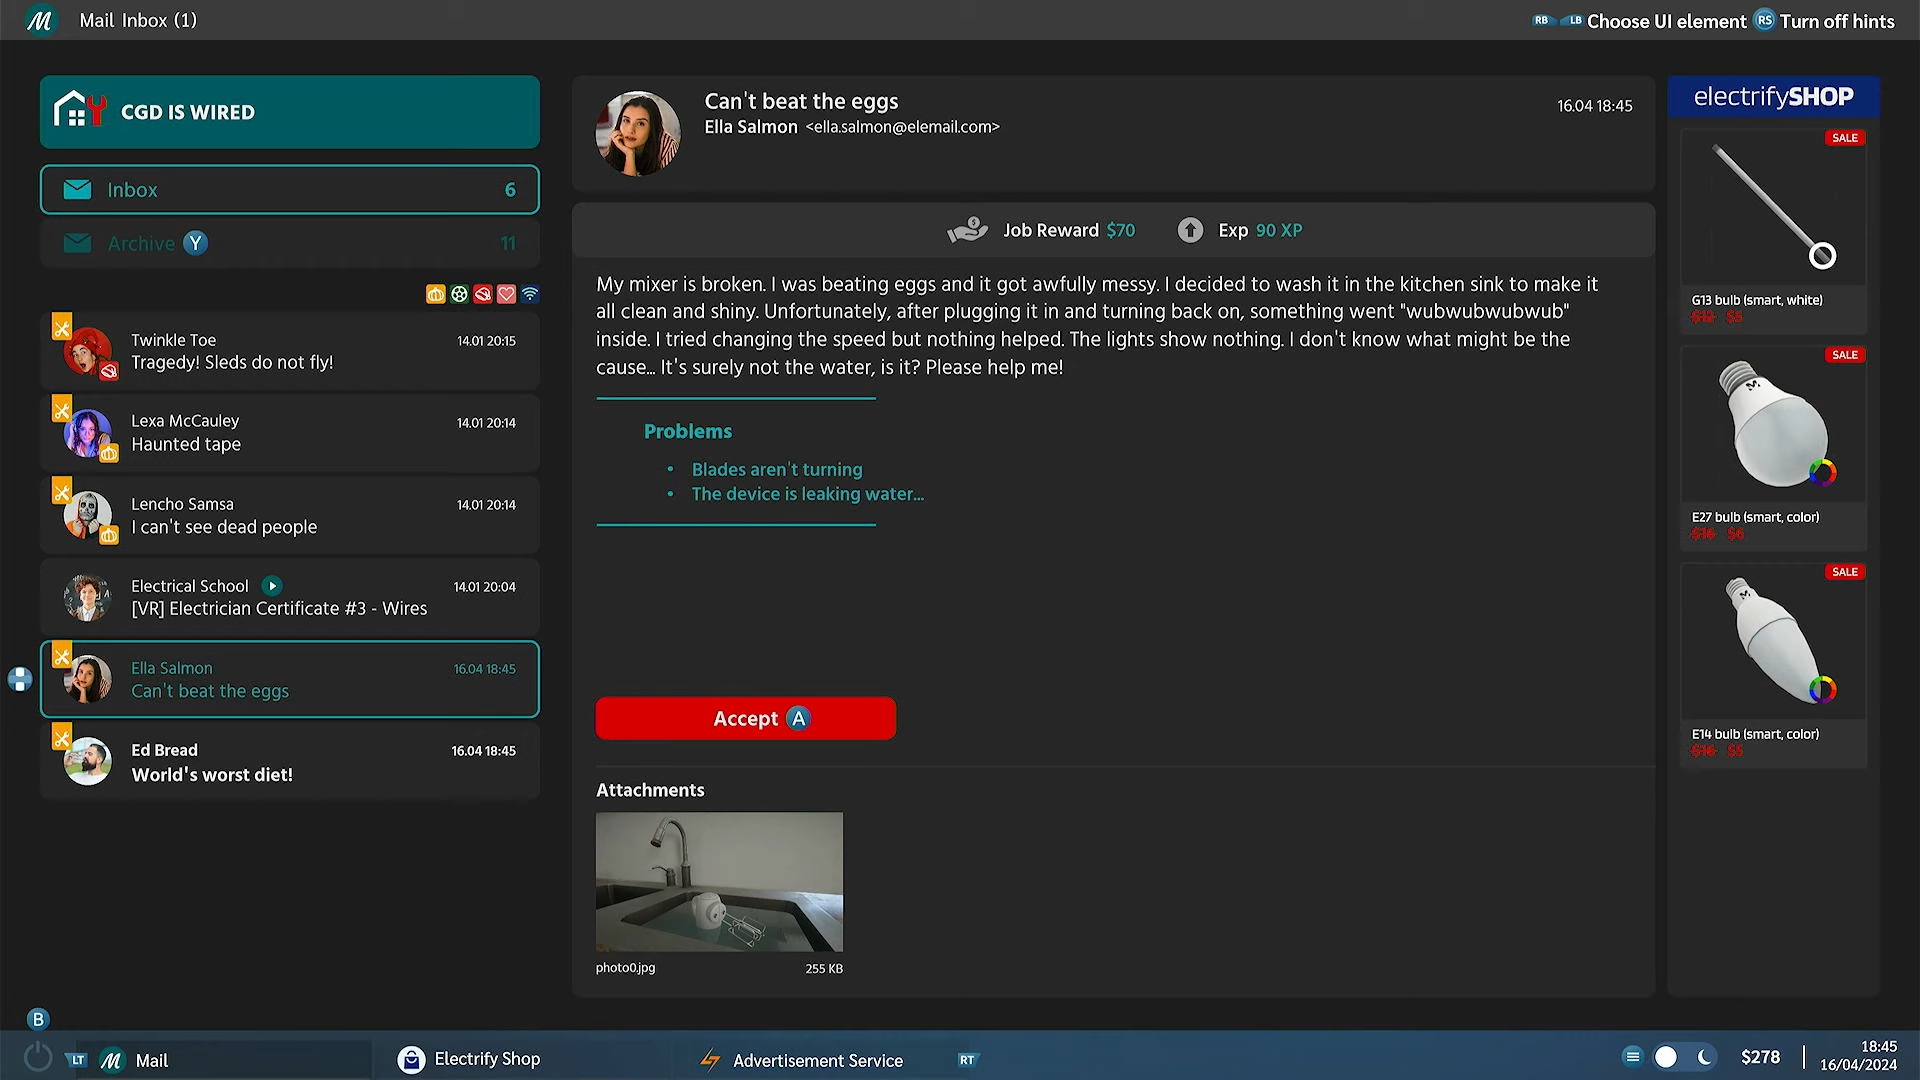 M Mail Inbox (1)
RB LB Choose UI element RS Turn off hints
CGD IS WIRED
Inbox 6
Archive Y 11
Twinkle Toe 14.01 20:15
Tragedy! Sleds do not fly!
Lexa McCauley 14.01 20:14
Haunted tape
Lencho Samsa 14.01 20:14
I can't see dead people
Electrical School 14.01 20:04
[VR] Electrician Certificate #3 - Wires
Ella Salmon 16.04 18:45
Can't beat the eggs
Ed Bread 16.04 18:45
World's worst diet!
Can't beat the eggs 16.04 18:45
Ella Salmon <ella.salmon@elemail.com>
Job Reward $70 Exp 90 XP
My mixer is broken. I was beating eggs and it got awfully messy. I decided to wash it in the kitchen sink to make it
all clean and shiny. Unfortunately, after plugging it in and turning back on, something went "wubwubwubwub"
inside. I tried changing the speed but nothing helped. The lights show nothing. I don't know what might be the
cause... It's surely not the water, is it? Please help me!
Problems
• Blades aren't turning
• The device is leaking water...
Accept A
Attachments
photo0.jpg 255 KB
electrifySHOP
SALE
G13 bulb (smart, white)
$12 $5
SALE
E27 bulb (smart, color)
$16 $6
SALE
E14 bulb (smart, color)
$16 $5
B
LT M Mail
Electrify Shop
Advertisement Service RT
$278
18:45
16/04/2024